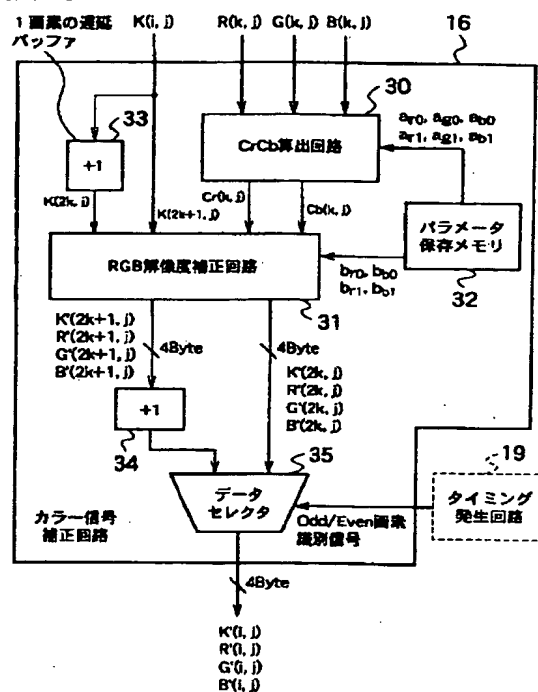 1画素の遅延
バッファ
K(i, j)
R(k, j) G(k, j) B(k, j)
16
33
30
+1
CrCb算出回路
ar0, ag0, ab0
ar1, ag1, ab1
K(2k, j)
K(2k+1, j)
Cr(k, j)
Cb(k, j)
パラメータ
保存メモリ
32
RGB解像度補正回路
br0, bb0
br1, bb1
31
K'(2k+1, j)
R'(2k+1, j)
G'(2k+1, j)
B'(2k+1, j)
4Byte
4Byte
K'(2k, j)
R'(2k, j)
G'(2k, j)
B'(2k, j)
+1
34
35
19
データ
セレクタ
タイミング
発生回路
Odd/Even画素
識別信号
カラー信号
補正回路
4Byte
K'(i, j)
R'(i, j)
G'(i, j)
B'(i, j)